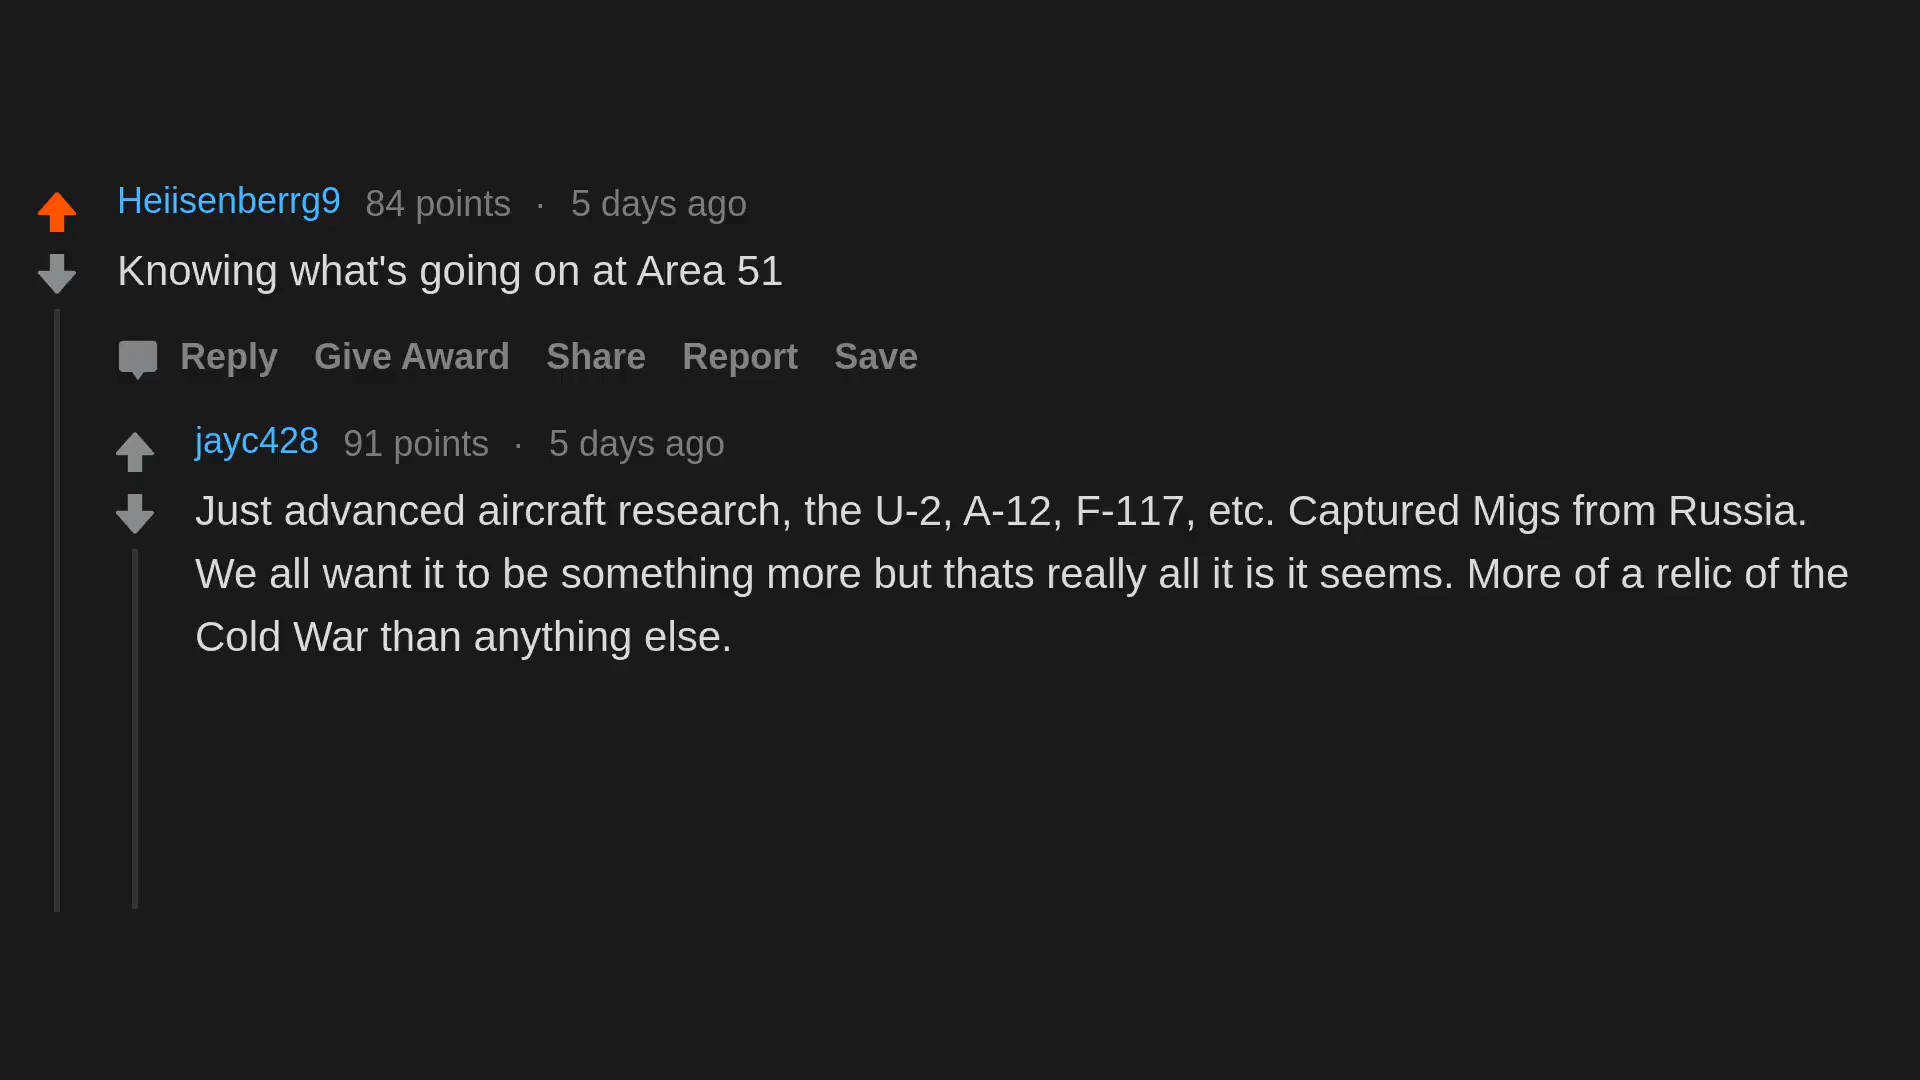 Heiisenberrg9 84 points · 5 days ago
Knowing what's going on at Area 51
Reply Give Award Share Report Save
jayc428 91 points · 5 days ago
Just advanced aircraft research, the U-2, A-12, F-117, etc. Captured Migs from Russia.
We all want it to be something more but thats really all it is it seems. More of a relic of the
Cold War than anything else.